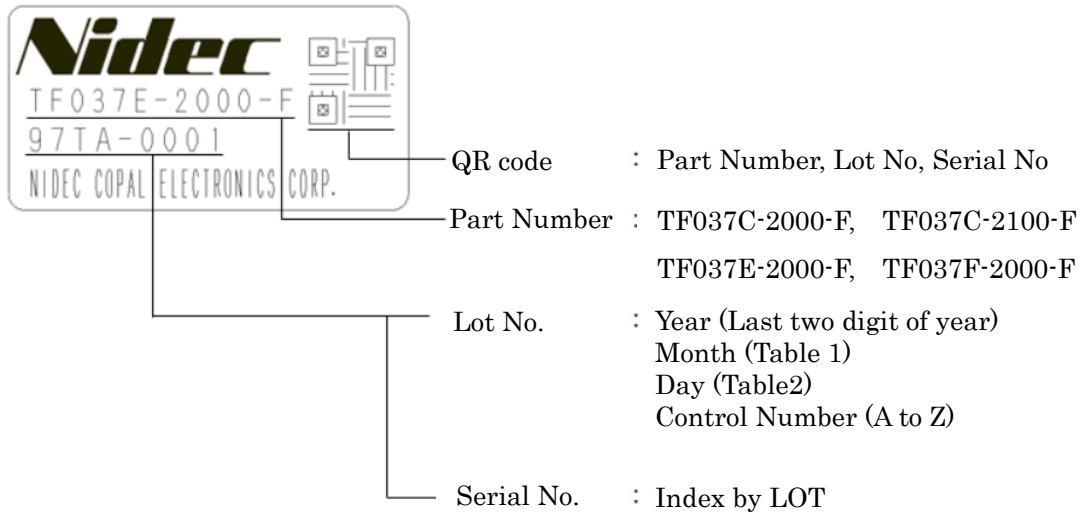 Nidec
TF037E-2000-F
97TA-0001
NIDEC COPAL ELECTRONICS CORP.
QR code : Part Number, Lot No, Serial No
Part Number : TF037C-2000-F, TF037C-2100-F
TF037E-2000-F, TF037F-2000-F
Lot No. : Year (Last two digit of year)
Month (Table 1)
Day (Table2)
Control Number (A to Z)
Serial No. : Index by LOT